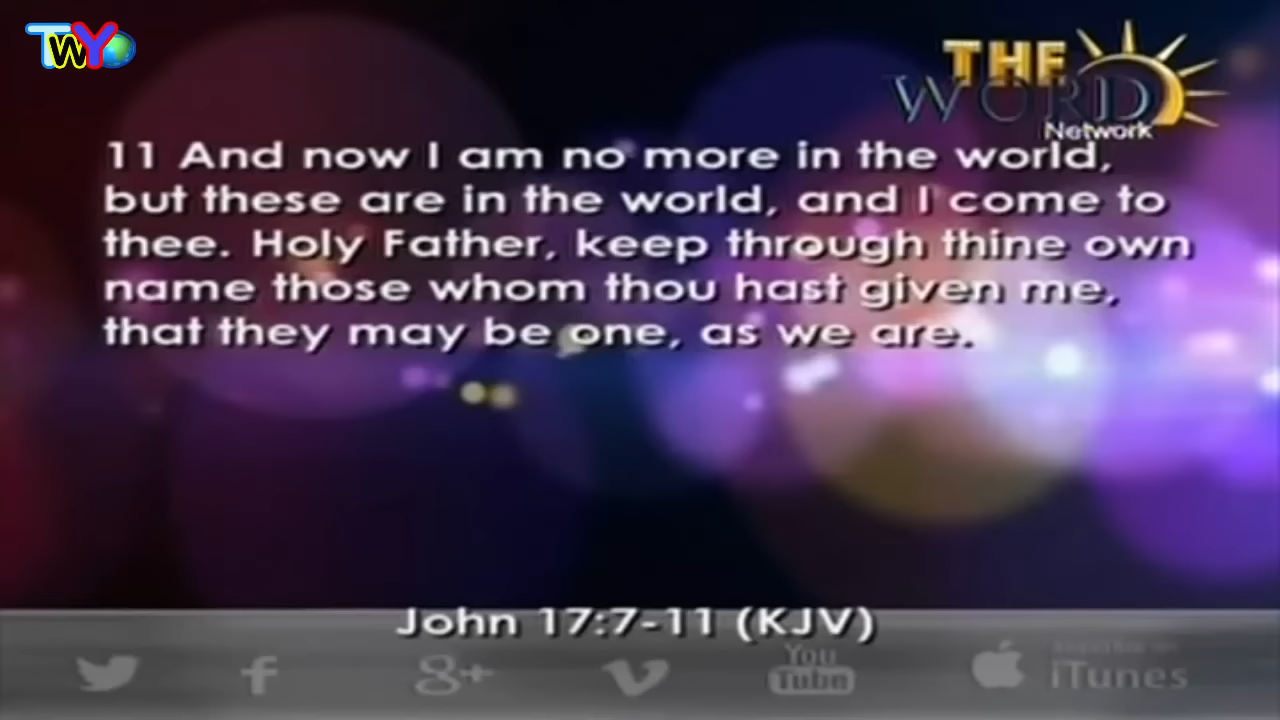 TWY
THE
WORD
Network
11 And now I am no more in the world,
but these are in the world, and I come to
thee. Holy Father, keep through thine own
name those whom thou hast given me,
that they may be one, as we are.
John 17:7-11 (KJV)
f
8+
You
Tube
iTunes